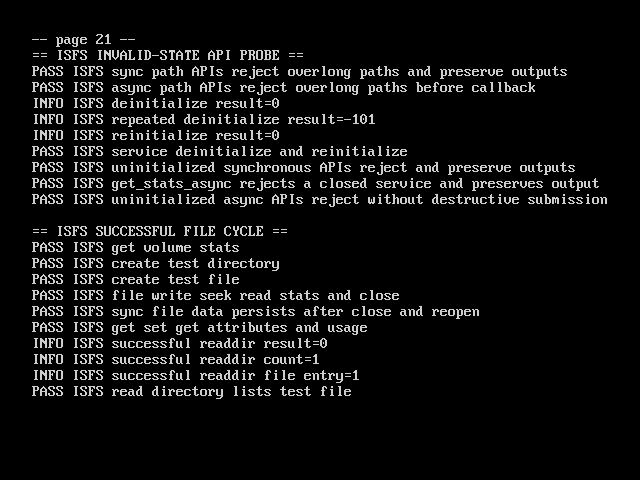 -- page 21 --
== ISFS INVALID-STATE API PROBE ==
PASS ISFS sync path APIs reject overlong paths and preserve outputs
PASS ISFS async path APIs reject overlong paths before callback
INFO ISFS deinitialize result=0
INFO ISFS repeated deinitialize result=-101
INFO ISFS reinitialize result=0
PASS ISFS service deinitialize and reinitialize
PASS ISFS uninitialized synchronous APIs reject and preserve outputs
PASS ISFS get_stats_async rejects a closed service and preserves output
PASS ISFS uninitialized async APIs reject without destructive submission
== ISFS SUCCESSFUL FILE CYCLE ==
PASS ISFS get volume stats
PASS ISFS create test directory
PASS ISFS create test file
PASS ISFS file write seek read stats and close
PASS ISFS sync file data persists after close and reopen
PASS ISFS get set get attributes and usage
INFO ISFS successful readdir result=0
INFO ISFS successful readdir count=1
INFO ISFS successful readdir file entry=1
PASS ISFS read directory lists test file